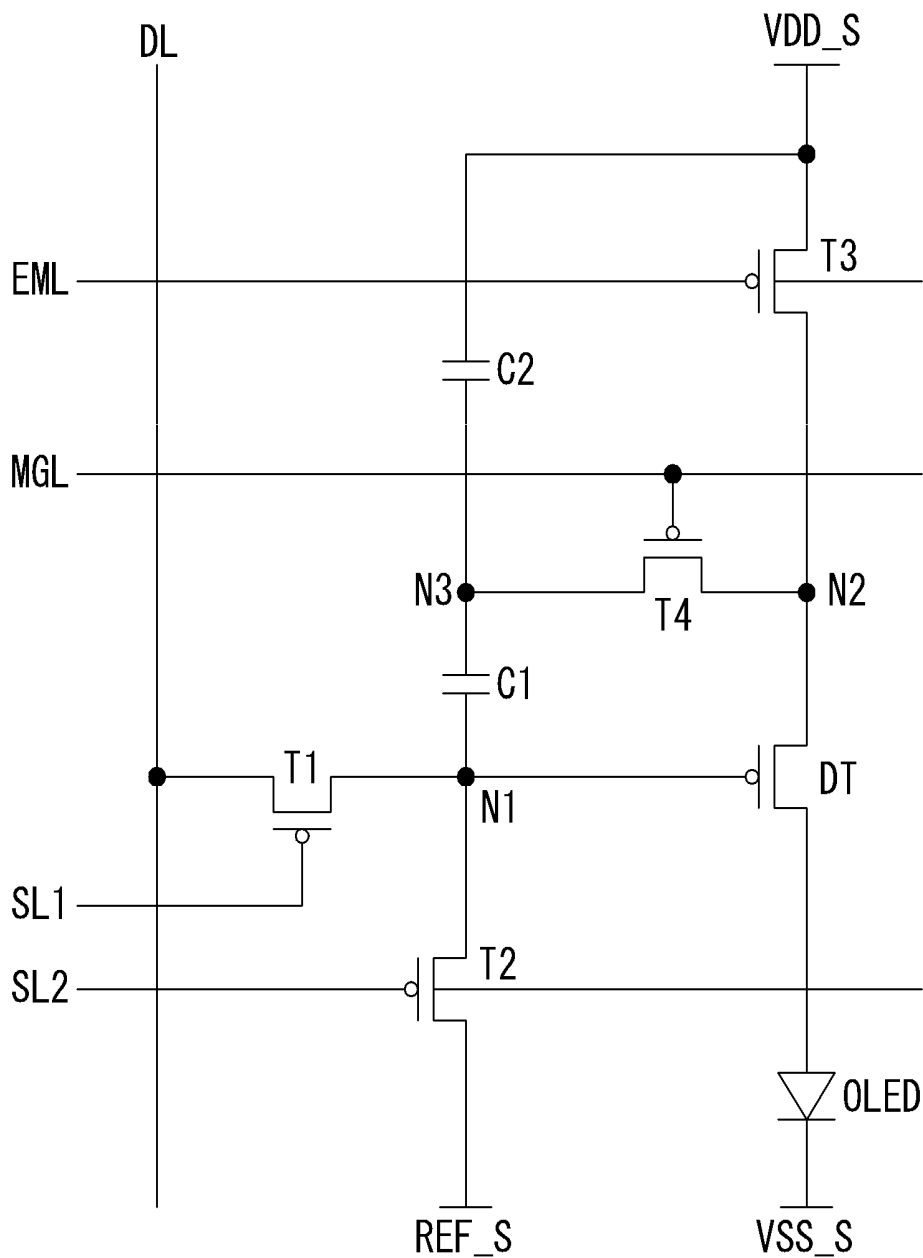 DL
VDD_S
T3
EML
C2
MGL
N3
N2
T4
C1
T1
DT
N1
SL1
T2
SL2
OLED
REF_S
VSS_S